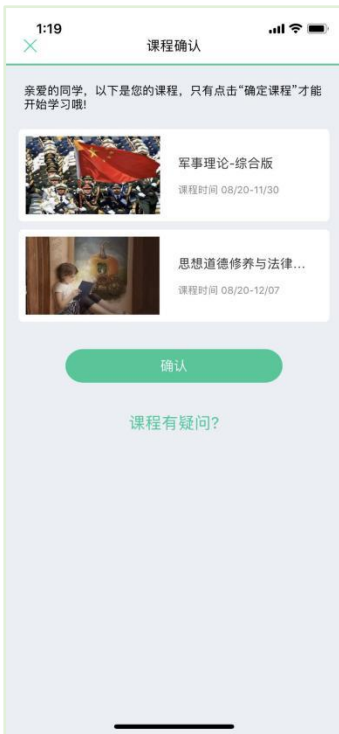 1:19
课程确认
亲爱的同学，以下是您的课程，只有点击“确定课程”才能
开始学习哦!
军事理论-综合版
课程时间 08/20-11/30
思想道德修养与法律...
课程时间 08/20-12/07
确认
课程有疑问?